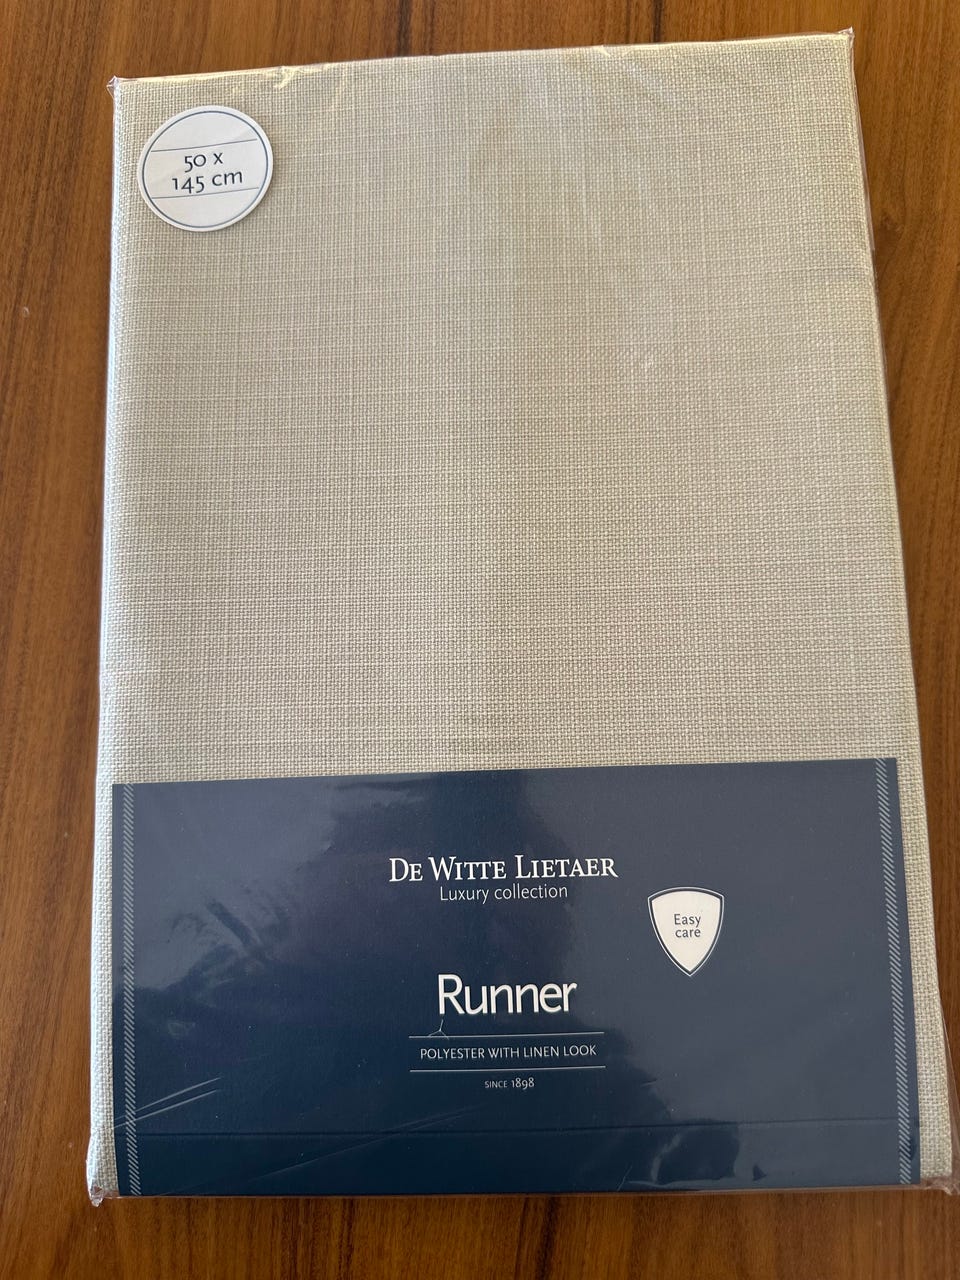 50 x
145 cm
DE WITTE LIETAER
Luxury collection
Easy
care
Runner
POLYESTER WITH LINEN LOOK
SINCE 1898